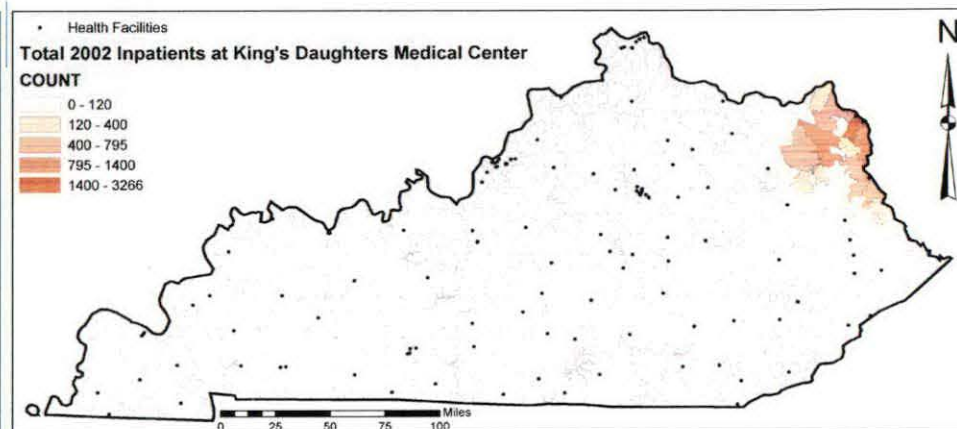 Health Facilities
Total 2002 Inpatients at King's Daughters Medical Center
COUNT
0 - 120
120 - 400
400 - 795
795 - 1400
1400 - 3266
N
Miles
0 25 50 75 100